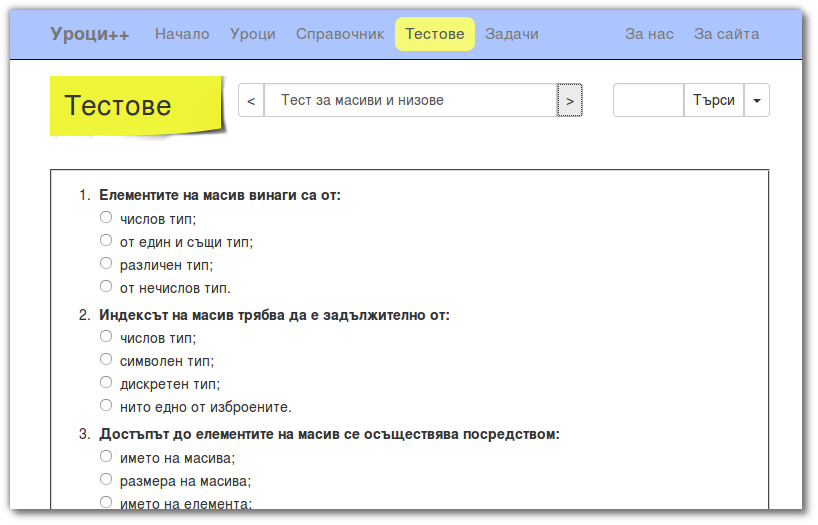 Уроци++ Начало Уроци Справочник Тестове Задачи За нас За сайта
Тестове < Тест за масиви и низове > Търси
1. Елементите на масив винаги са от:
числов тип;
от един и същи тип;
различен тип;
от нечислов тип.
2. Индексът на масив трябва да е задължително от:
числов тип;
символен тип;
дискретен тип;
нито едно от изброените.
3. Достъпът до елементите на масив се осъществява посредством:
името на масива;
размера на масива;
името на елемента;